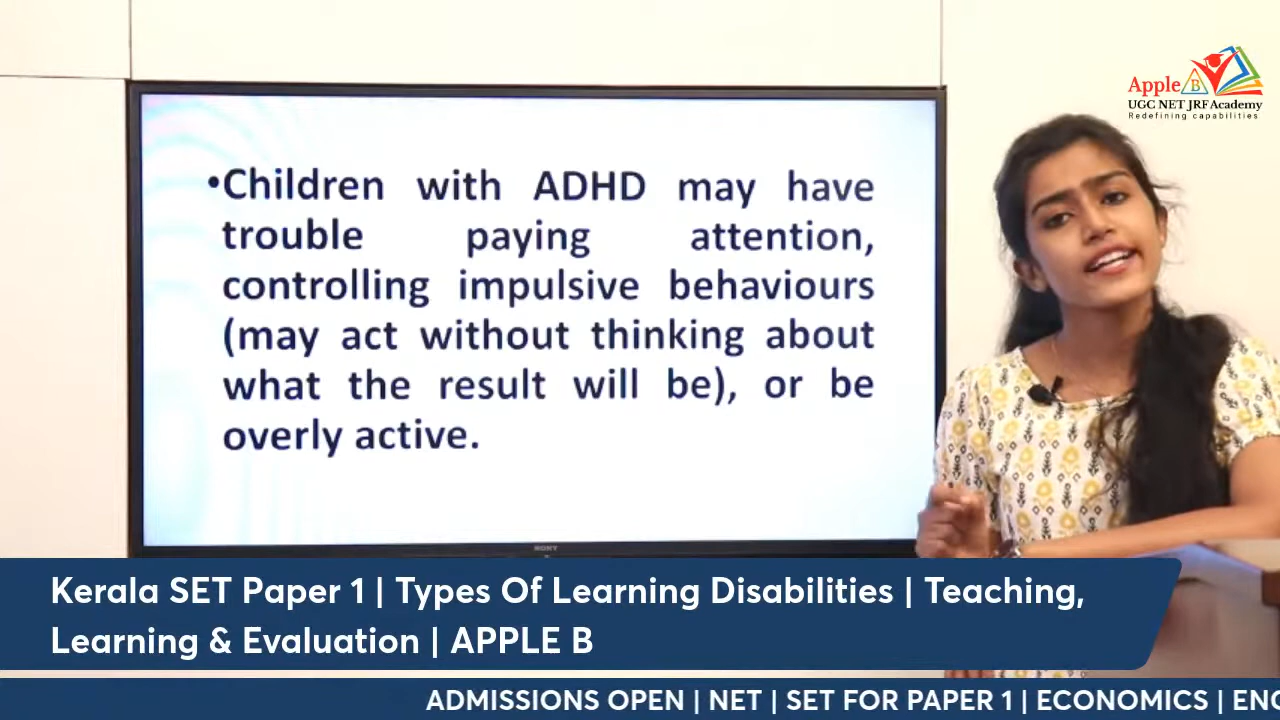 Apple B
UGC NET JRF Academy
Redefining capabilities
•Children with ADHD may have
trouble paying attention,
controlling impulsive behaviours
(may act without thinking about
what the result will be), or be
overly active.
SONY
Kerala SET Paper 1 | Types Of Learning Disabilities | Teaching,
Learning & Evaluation | APPLE B
ADMISSIONS OPEN | NET | SET FOR PAPER 1 | ECONOMICS | ENG